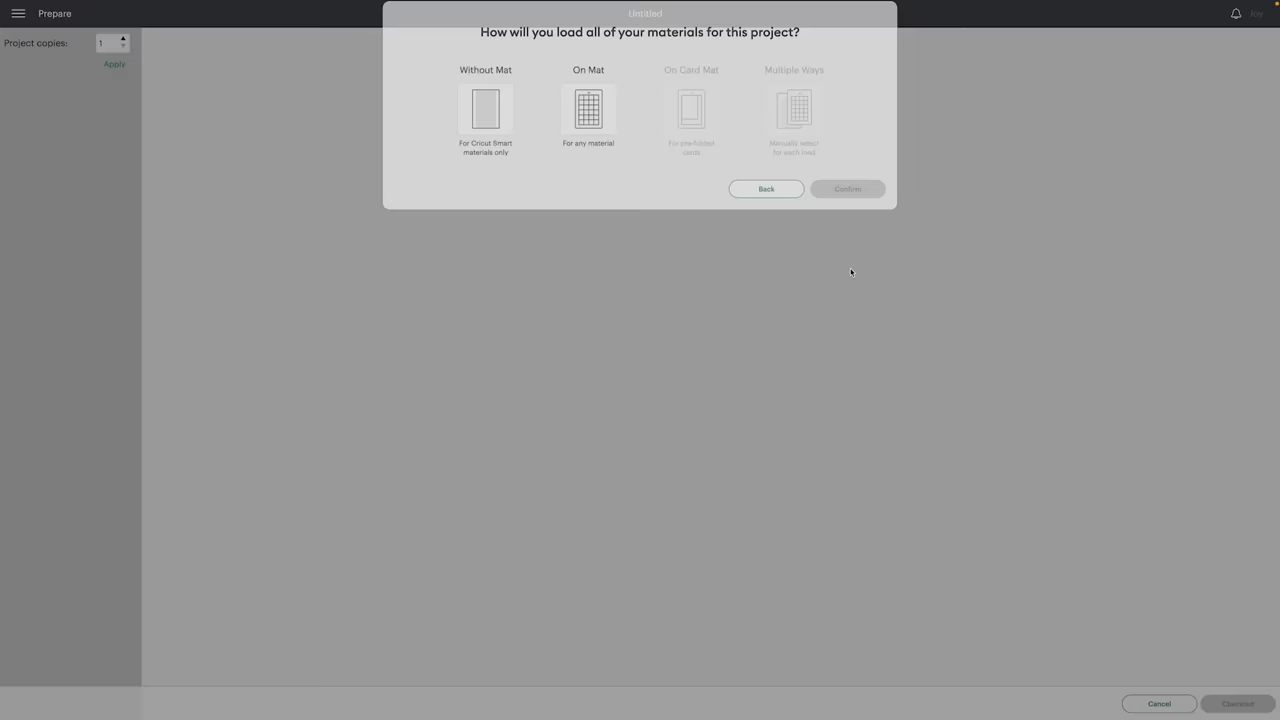 Prepare
Untitled
Roy
Project copies:
1
Apply
How will you load all of your materials for this project?
Without Mat
On Mat
On Card Mat
Multiple Ways
For Cricut Smart
materials only
For any material
For pre-folded
cards
Manually select
for each load
Back
Confirm
Cancel
Continue